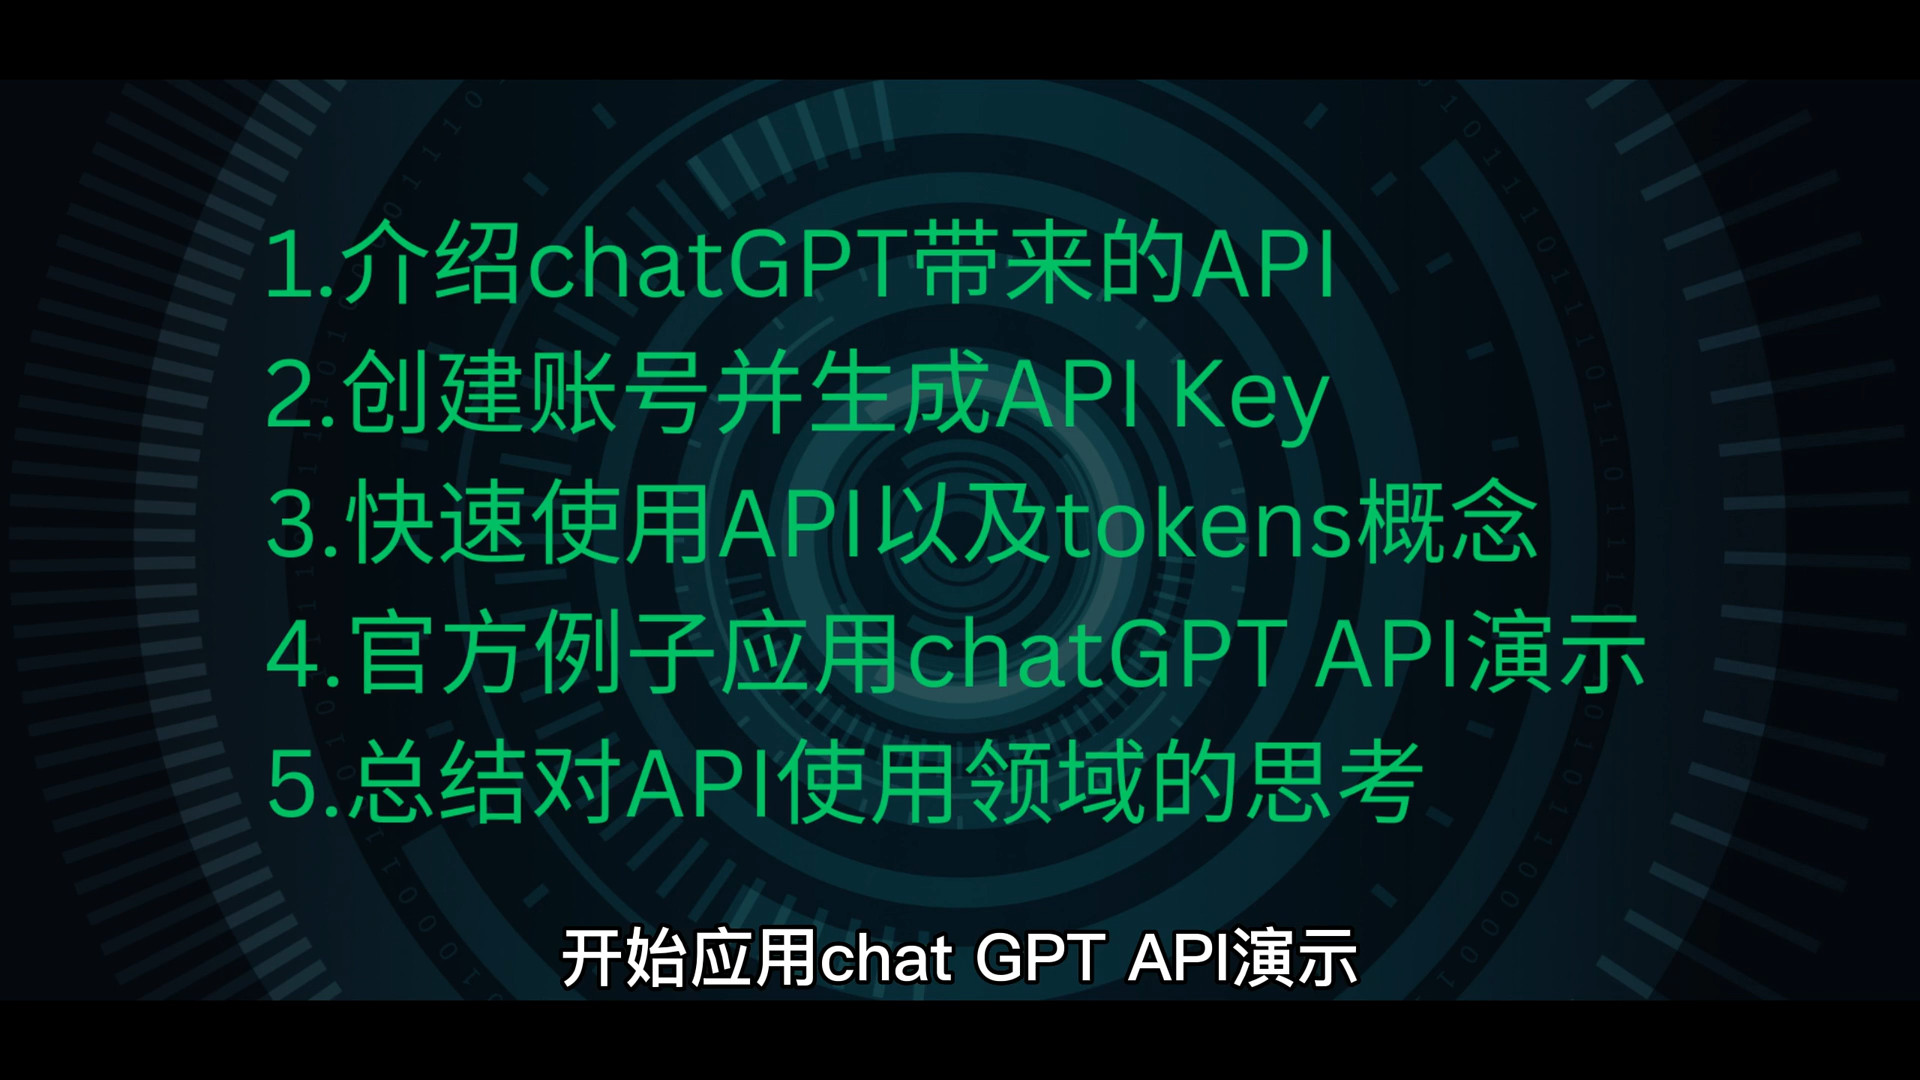 1.介绍chatGPT带来的API
2.创建账号并生成API Key
3.快速使用API以及tokens概念
4.官方例子应用chatGPT API演示
5.总结对API使用领域的思考
开始应用chat GPT API演示